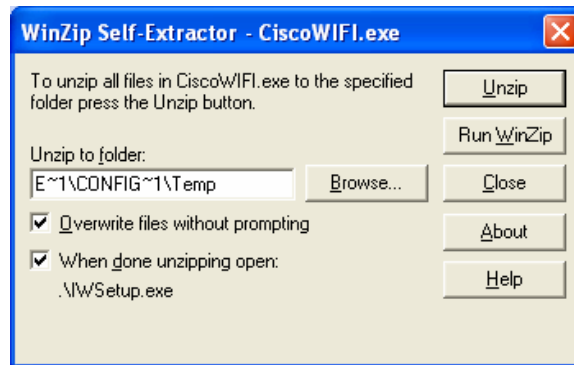 WinZip Self-Extractor - CiscoWIFI.exe
To unzip all files in CiscoWIFI.exe to the specified
folder press the Unzip button.
Unzip to folder:
E~1\CONFIG~1\Temp
Browse...
Overwrite files without prompting
When done unzipping open:
.\IWSetup.exe
Unzip
Run WinZip
Close
About
Help